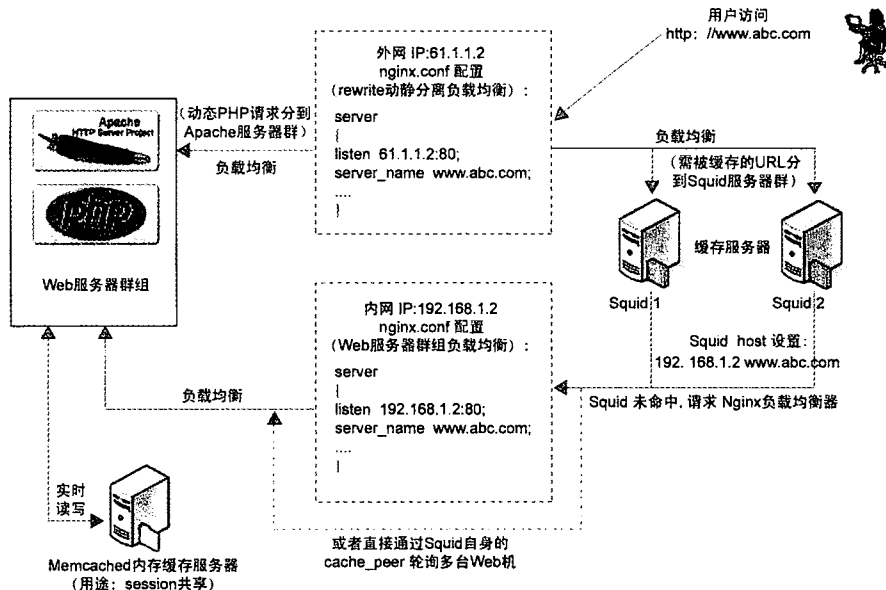 用户访问
http：//www.abc.com
外网 IP:61.1.1.2
nginx.conf 配置
（rewrite动静分离负载均衡）:
server
{
listen 61.1.1.2:80;
server_name www.abc.com;
....
}
（动态PHP请求分到
Apache服务器群）
负载均衡
Apache
HTTP Server Project
php
Web服务器群组
负载均衡
（需被缓存的URL分
到Squid服务器群）
缓存服务器
Squid 1
Squid 2
Squid host 设置:
192. 168.1.2 www.abc.com
Squid 未命中, 请求 Nginx负载均衡器
内网 IP:192.168.1.2
nginx.conf 配置
（Web服务器群组负载均衡）:
server
{
listen 192.168.1.2:80;
server_name www.abc.com;
....
}
负载均衡
实时
读写
Memcached内存缓存服务器
（用途：session共享）
或者直接通过Squid自身的
cache_peer 轮询多台Web机